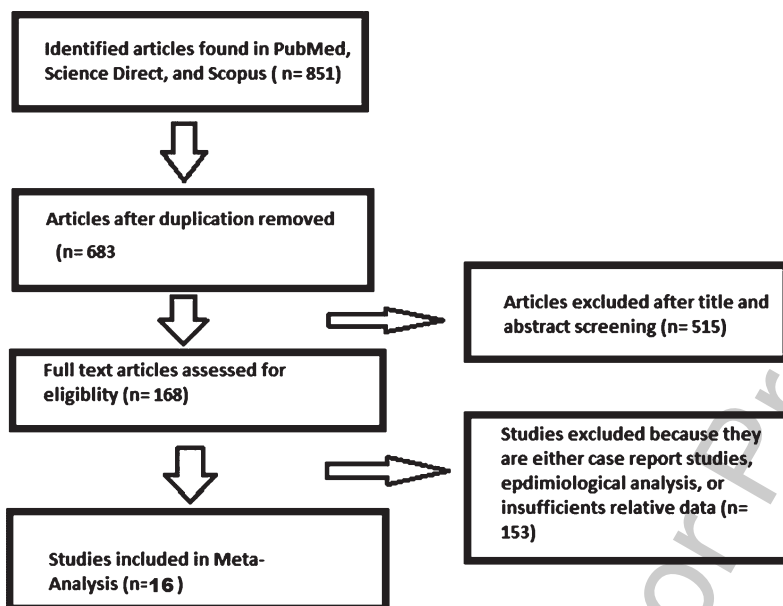 Identified articles found in PubMed,
Science Direct, and Scopus ( n= 851)
Articles after duplication removed
(n= 683
Articles excluded after title and
abstract screening (n= 515)
Full text articles assessed for
eligiblity (n= 168)
Studies excluded because they
are either case report studies,
epdimiological analysis, or
insufficients relative data (n=
153)
Studies included in Meta-
Analysis (n=16)
or Pr